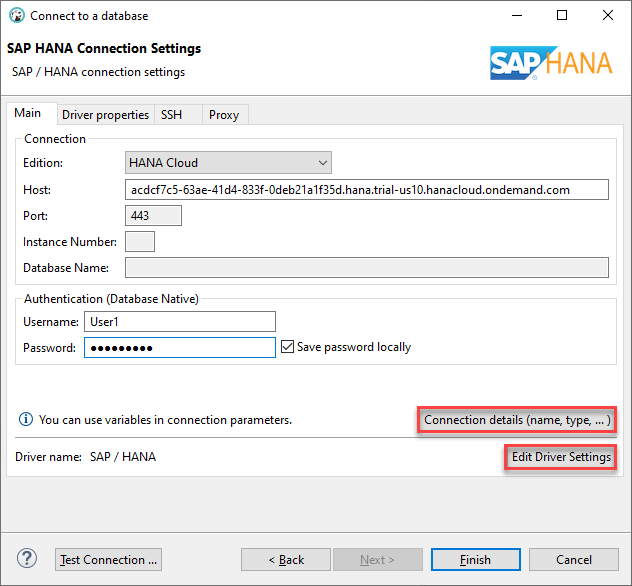 Connect to a database
SAP HANA Connection Settings
SAP / HANA connection settings
SAP HANA
Main Driver properties SSH Proxy
Connection
Edition: HANA Cloud
Host: acdcf7c5-63ae-41d4-833f-0deb21a1f35d.hana.trial-us10.hanacloud.ondemand.com
Port: 443
Instance Number:
Database Name:
Authentication (Database Native)
Username: User1
Password: ●●●●●●●●● Save password locally
You can use variables in connection parameters. Connection details (name, type, ... )
Driver name: SAP / HANA Edit Driver Settings
? Test Connection ... < Back Next > Finish Cancel